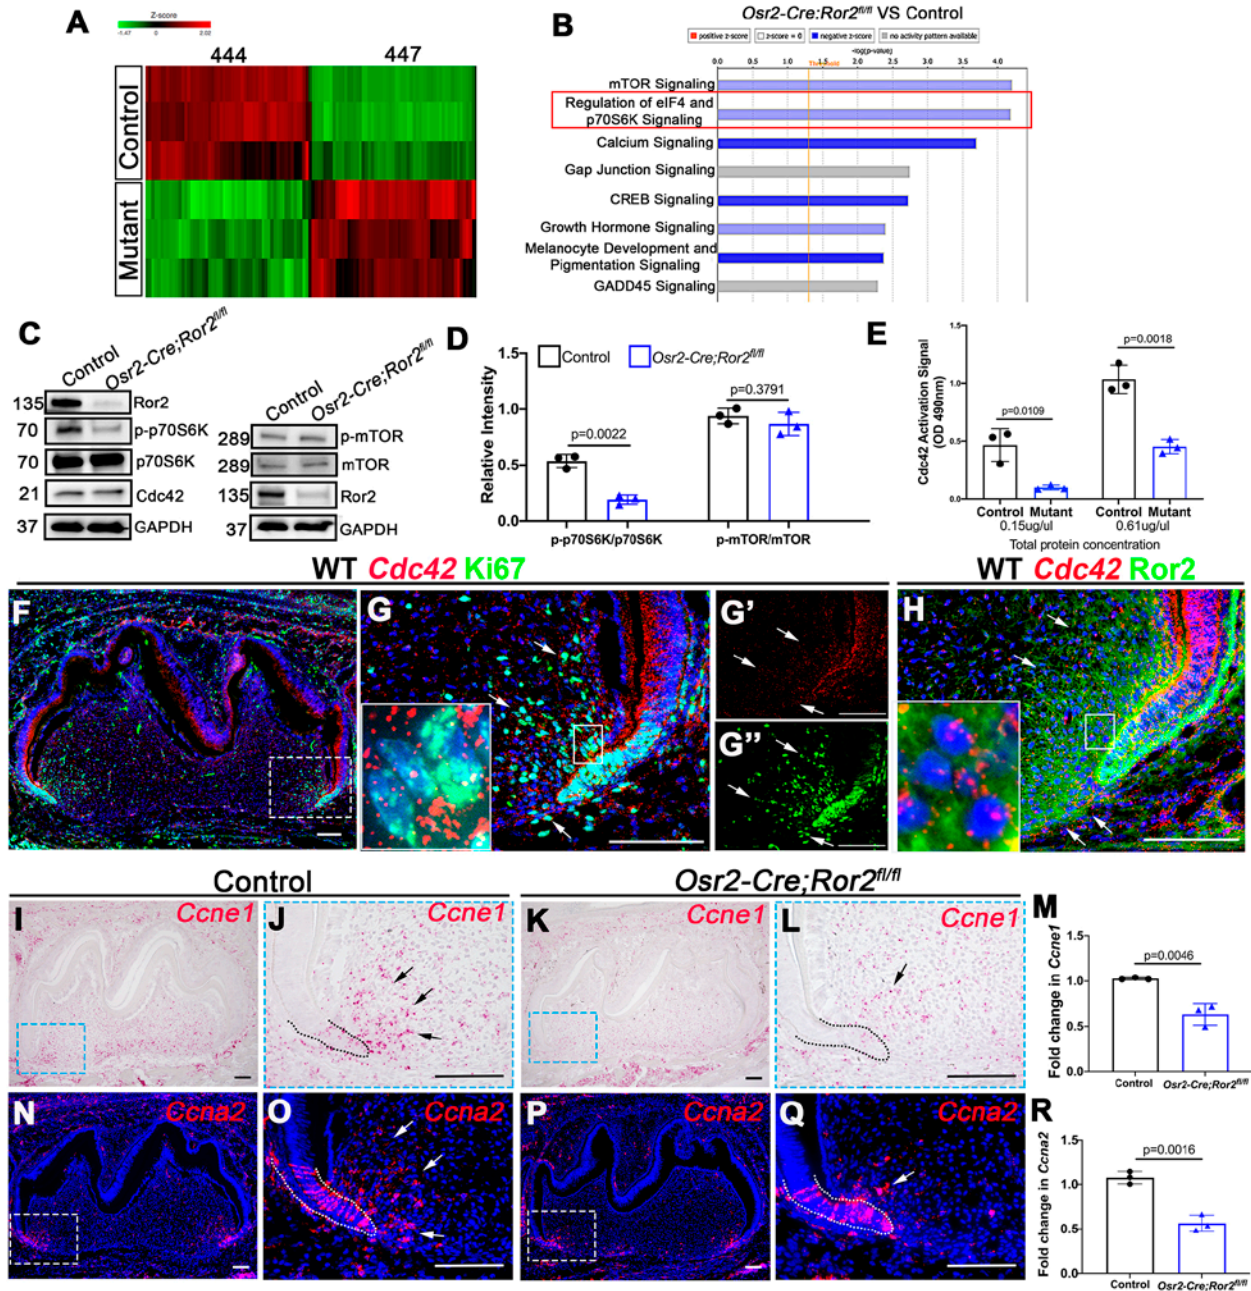 A
Z-score
-1.47
0
2.02
444
447
Control
Mutant
B
Osr2-Cre:Ror2fl/fl VS Control
positive z-score
z-score = 0
negative z-score
no activity pattern available
-log(p-value)
Threshold
0.0 0.5 1.0 1.5 2.0 2.5 3.0 3.5 4.0
mTOR Signaling
Regulation of eIF4 and
p70S6K Signaling
Calcium Signaling
Gap Junction Signaling
CREB Signaling
Growth Hormone Signaling
Melanocyte Development and
Pigmentation Signaling
GADD45 Signaling
C
Control
Osr2-Cre;Ror2fl/fl
135 Ror2
70 p-p70S6K
70 p70S6K
21 Cdc42
37 GAPDH
Control
Osr2-Cre;Ror2fl/fl
289 p-mTOR
289 mTOR
135 Ror2
37 GAPDH
D
Control
Osr2-Cre;Ror2fl/fl
Relative Intensity
1.5
1.0
0.5
0.0
p=0.0022
p=0.3791
p-p70S6K/p70S6K
p-mTOR/mTOR
E
Cdc42 Activation Signal
(OD 490nm)
1.5
1.0
0.5
0.0
p=0.0109
p=0.0018
Control Mutant Control Mutant
0.15ug/ul 0.61ug/ul
Total protein concentration
WT Cdc42 Ki67
WT Cdc42 Ror2
F
G
G'
G''
H
Control
Osr2-Cre;Ror2fl/fl
I
Ccne1
J
Ccne1
K
Ccne1
L
Ccne1
M
Fold change in Ccne1
1.5
1.0
0.5
0.0
p=0.0046
Control Osr2-Cre;Ror2fl/fl
N
Ccna2
O
Ccna2
P
Ccna2
Q
Ccna2
R
Fold change in Ccna2
1.5
1.0
0.5
0.0
p=0.0016
Control Osr2-Cre;Ror2fl/fl